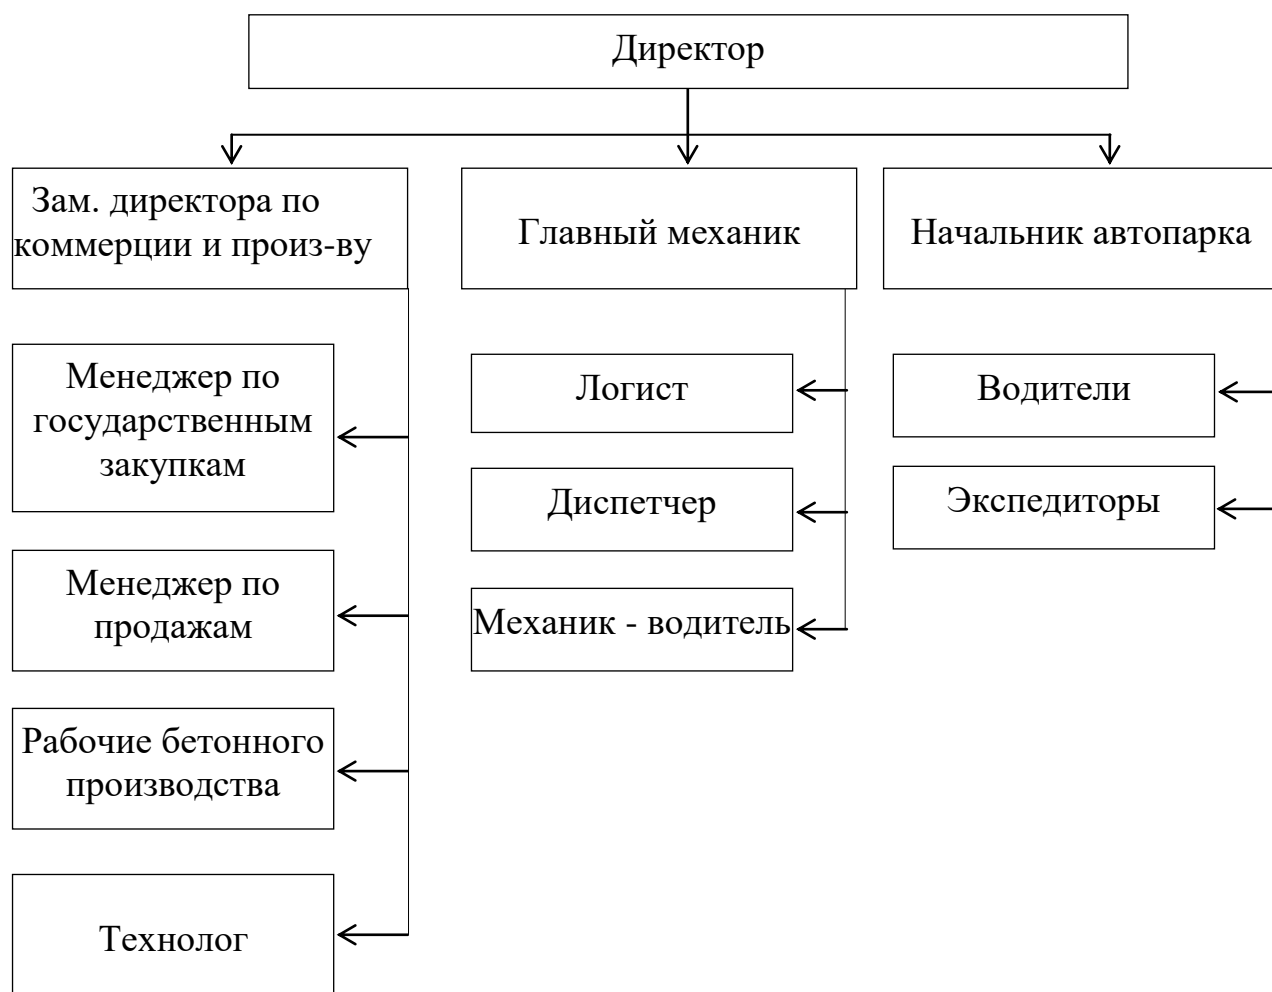 Директор
Зам. директора по
коммерции и произ-ву
Главный механик
Начальник автопарка
Менеджер по
государственным
закупкам
Менеджер по
продажам
Рабочие бетонного
производства
Технолог
Логист
Диспетчер
Механик - водитель
Водители
Экспедиторы